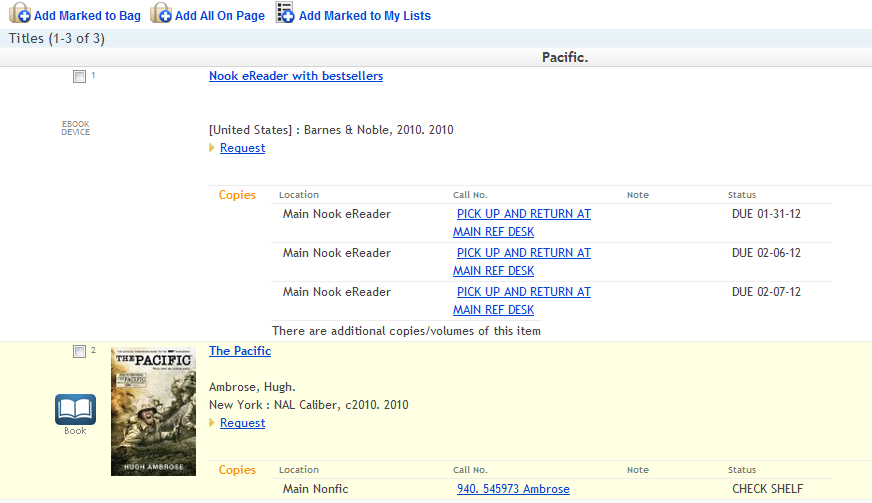 Add Marked to Bag Add All On Page Add Marked to My Lists
Titles (1-3 of 3)
Pacific.
1 Nook eReader with bestsellers
EBOOK
DEVICE
[United States] : Barnes & Noble, 2010. 2010
Request
Copies Location Call No. Note Status
Main Nook eReader PICK UP AND RETURN AT DUE 01-31-12
MAIN REF DESK
Main Nook eReader PICK UP AND RETURN AT DUE 02-06-12
MAIN REF DESK
Main Nook eReader PICK UP AND RETURN AT DUE 02-07-12
MAIN REF DESK
There are additional copies/volumes of this item
2 The Pacific
THE PACIFIC
HUGH AMBROSE
Book
Ambrose, Hugh.
New York : NAL Caliber, c2010. 2010
Request
Copies Location Call No. Note Status
Main Nonfic 940. 545973 Ambrose CHECK SHELF